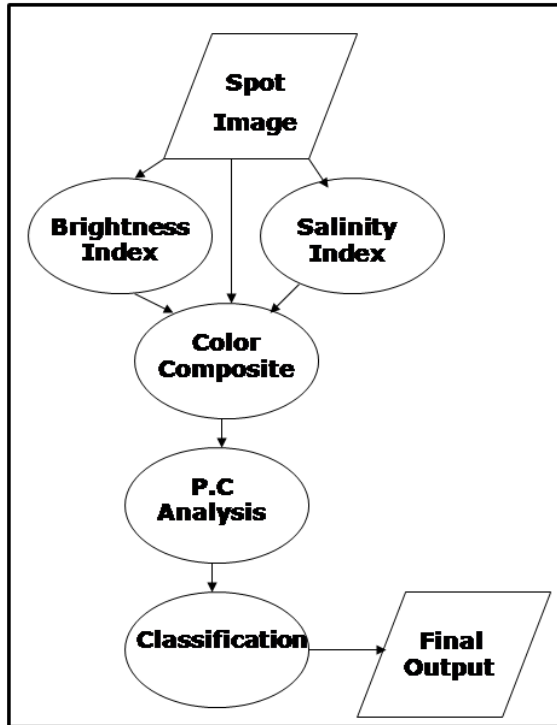 Spot
Image
Brightness
Index
Salinity
Index
Color
Composite
P.C
Analysis
Classification
Final
Output